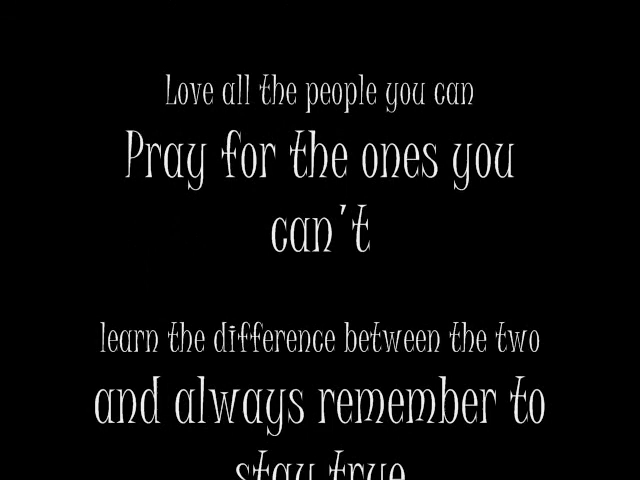 Love all the people you can
Pray for the ones you
can't
learn the difference between the two
and always remember to
stay true